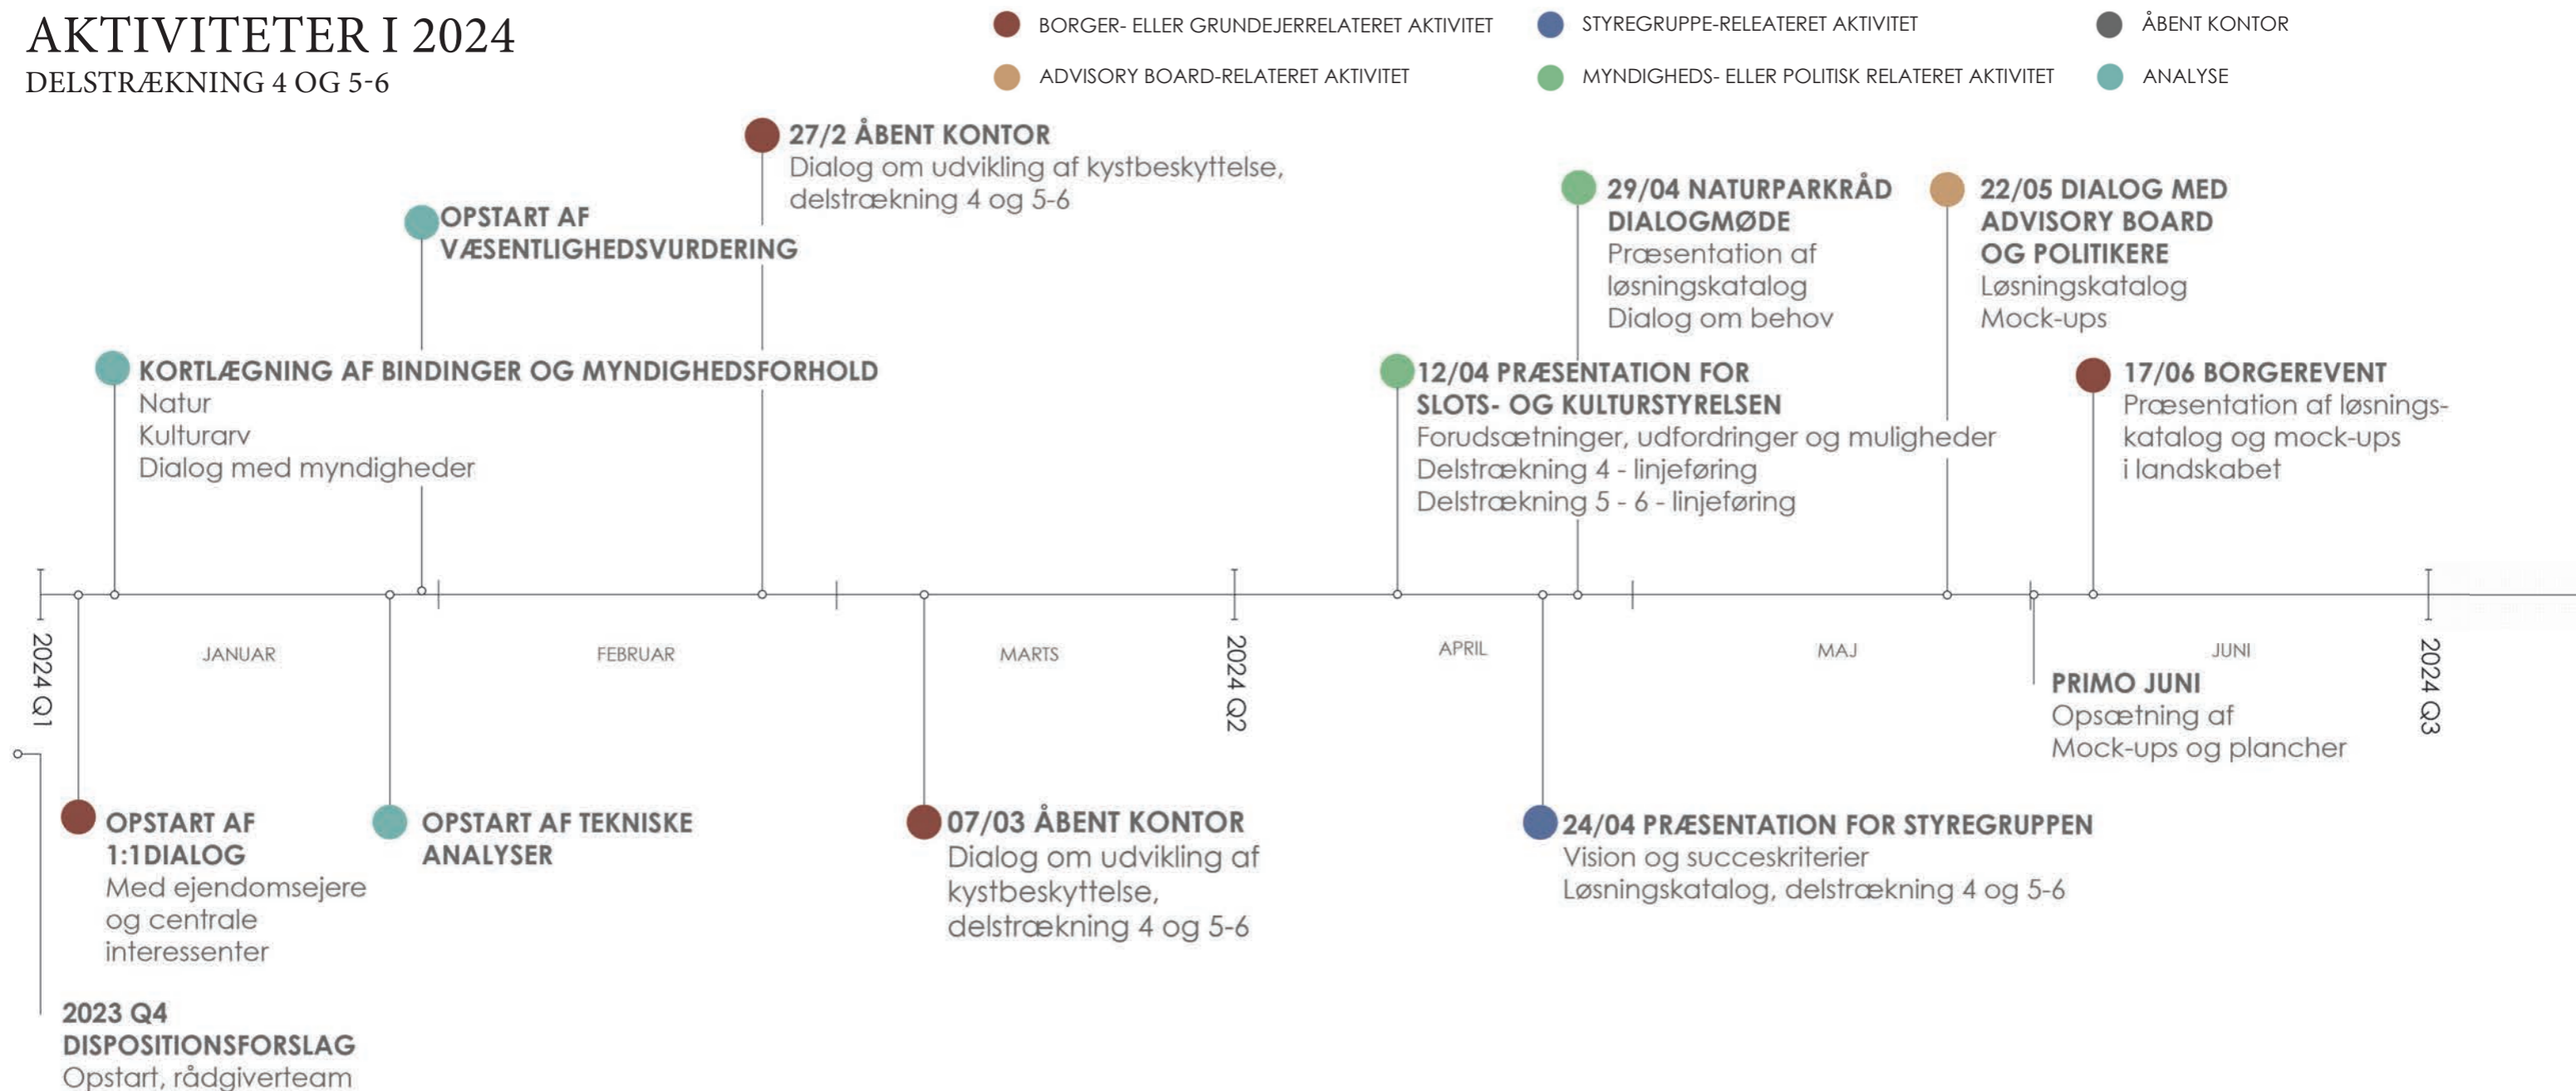 AKTIVITETER I 2024
DELSTRÆKNING 4 OG 5-6
BORGER- ELLER GRUNDEJERRELATERET AKTIVITET
STYREGRUPPE-RELEATERET AKTIVITET
ÅBENT KONTOR
ADVISORY BOARD-RELATERET AKTIVITET
MYNDIGHEDS- ELLER POLITISK RELATERET AKTIVITET
ANALYSE
27/2 ÅBENT KONTOR
Dialog om udvikling af kystbeskyttelse,
delstrækning 4 og 5-6
OPSTART AF
VÆSENTLIGHEDSVURDERING
KORTLÆGNING AF BINDINGER OG MYNDIGHEDSFORHOLD
Natur
Kulturarv
Dialog med myndigheder
29/04 NATURPARKRÅD
DIALOGMØDE
Præsentation af
løsningskatalog
Dialog om behov
22/05 DIALOG MED
ADVISORY BOARD
OG POLITIKERE
Løsningskatalog
Mock-ups
12/04 PRÆSENTATION FOR
SLOTS- OG KULTURSTYRELSEN
Forudsætninger, udfordringer og muligheder
Delstrækning 4 - linjeføring
Delstrækning 5 - 6 - linjeføring
17/06 BORGEREVENT
Præsentation af løsnings-
katalog og mock-ups
i landskabet
2024 Q1
JANUAR
FEBRUAR
MARTS
2024 Q2
APRIL
MAJ
JUNI
2024 Q3
PRIMO JUNI
Opsætning af
Mock-ups og plancher
OPSTART AF
1:1DIALOG
Med ejendomsejere
og centrale
interessenter
OPSTART AF TEKNISKE
ANALYSER
07/03 ÅBENT KONTOR
Dialog om udvikling af
kystbeskyttelse,
delstrækning 4 og 5-6
24/04 PRÆSENTATION FOR STYREGRUPPEN
Vision og succeskriterier
Løsningskatalog, delstrækning 4 og 5-6
2023 Q4
DISPOSITIONSFORSLAG
Opstart, rådgiverteam